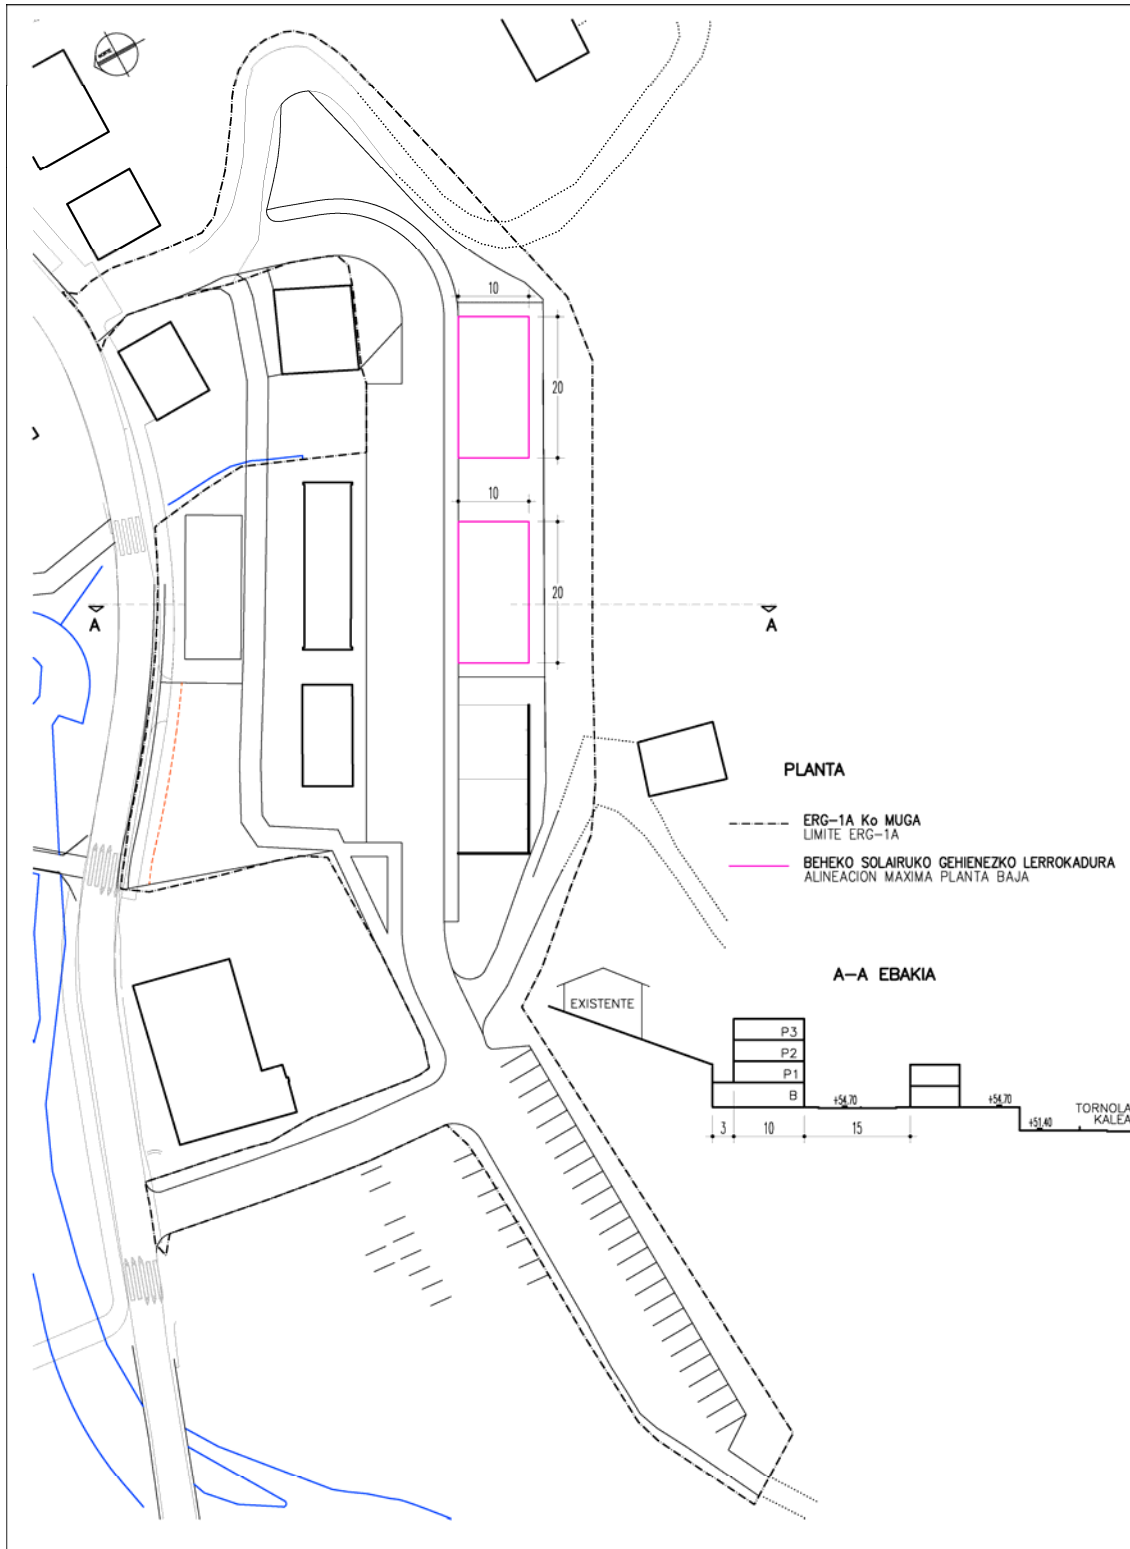 NORTE
10
20
10
20
A
A
PLANTA
ERG-1A Ko MUGA
LIMITE ERG-1A
BEHEKO SOLAIRUKO GEHIENEZKO LERROKADURA
ALINEACION MAXIMA PLANTA BAJA
A-A EBAKIA
EXISTENTE
P3
P2
P1
B
+54,70
+54,70
TORNOLA
KALEA
+51,40
3
10
15